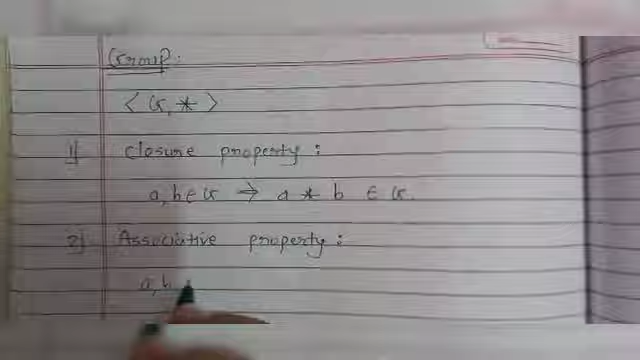 Group:
< G, * >
1) Closure property :
a, b ∈ G → a * b ∈ G.
2) Associative property :
a, b